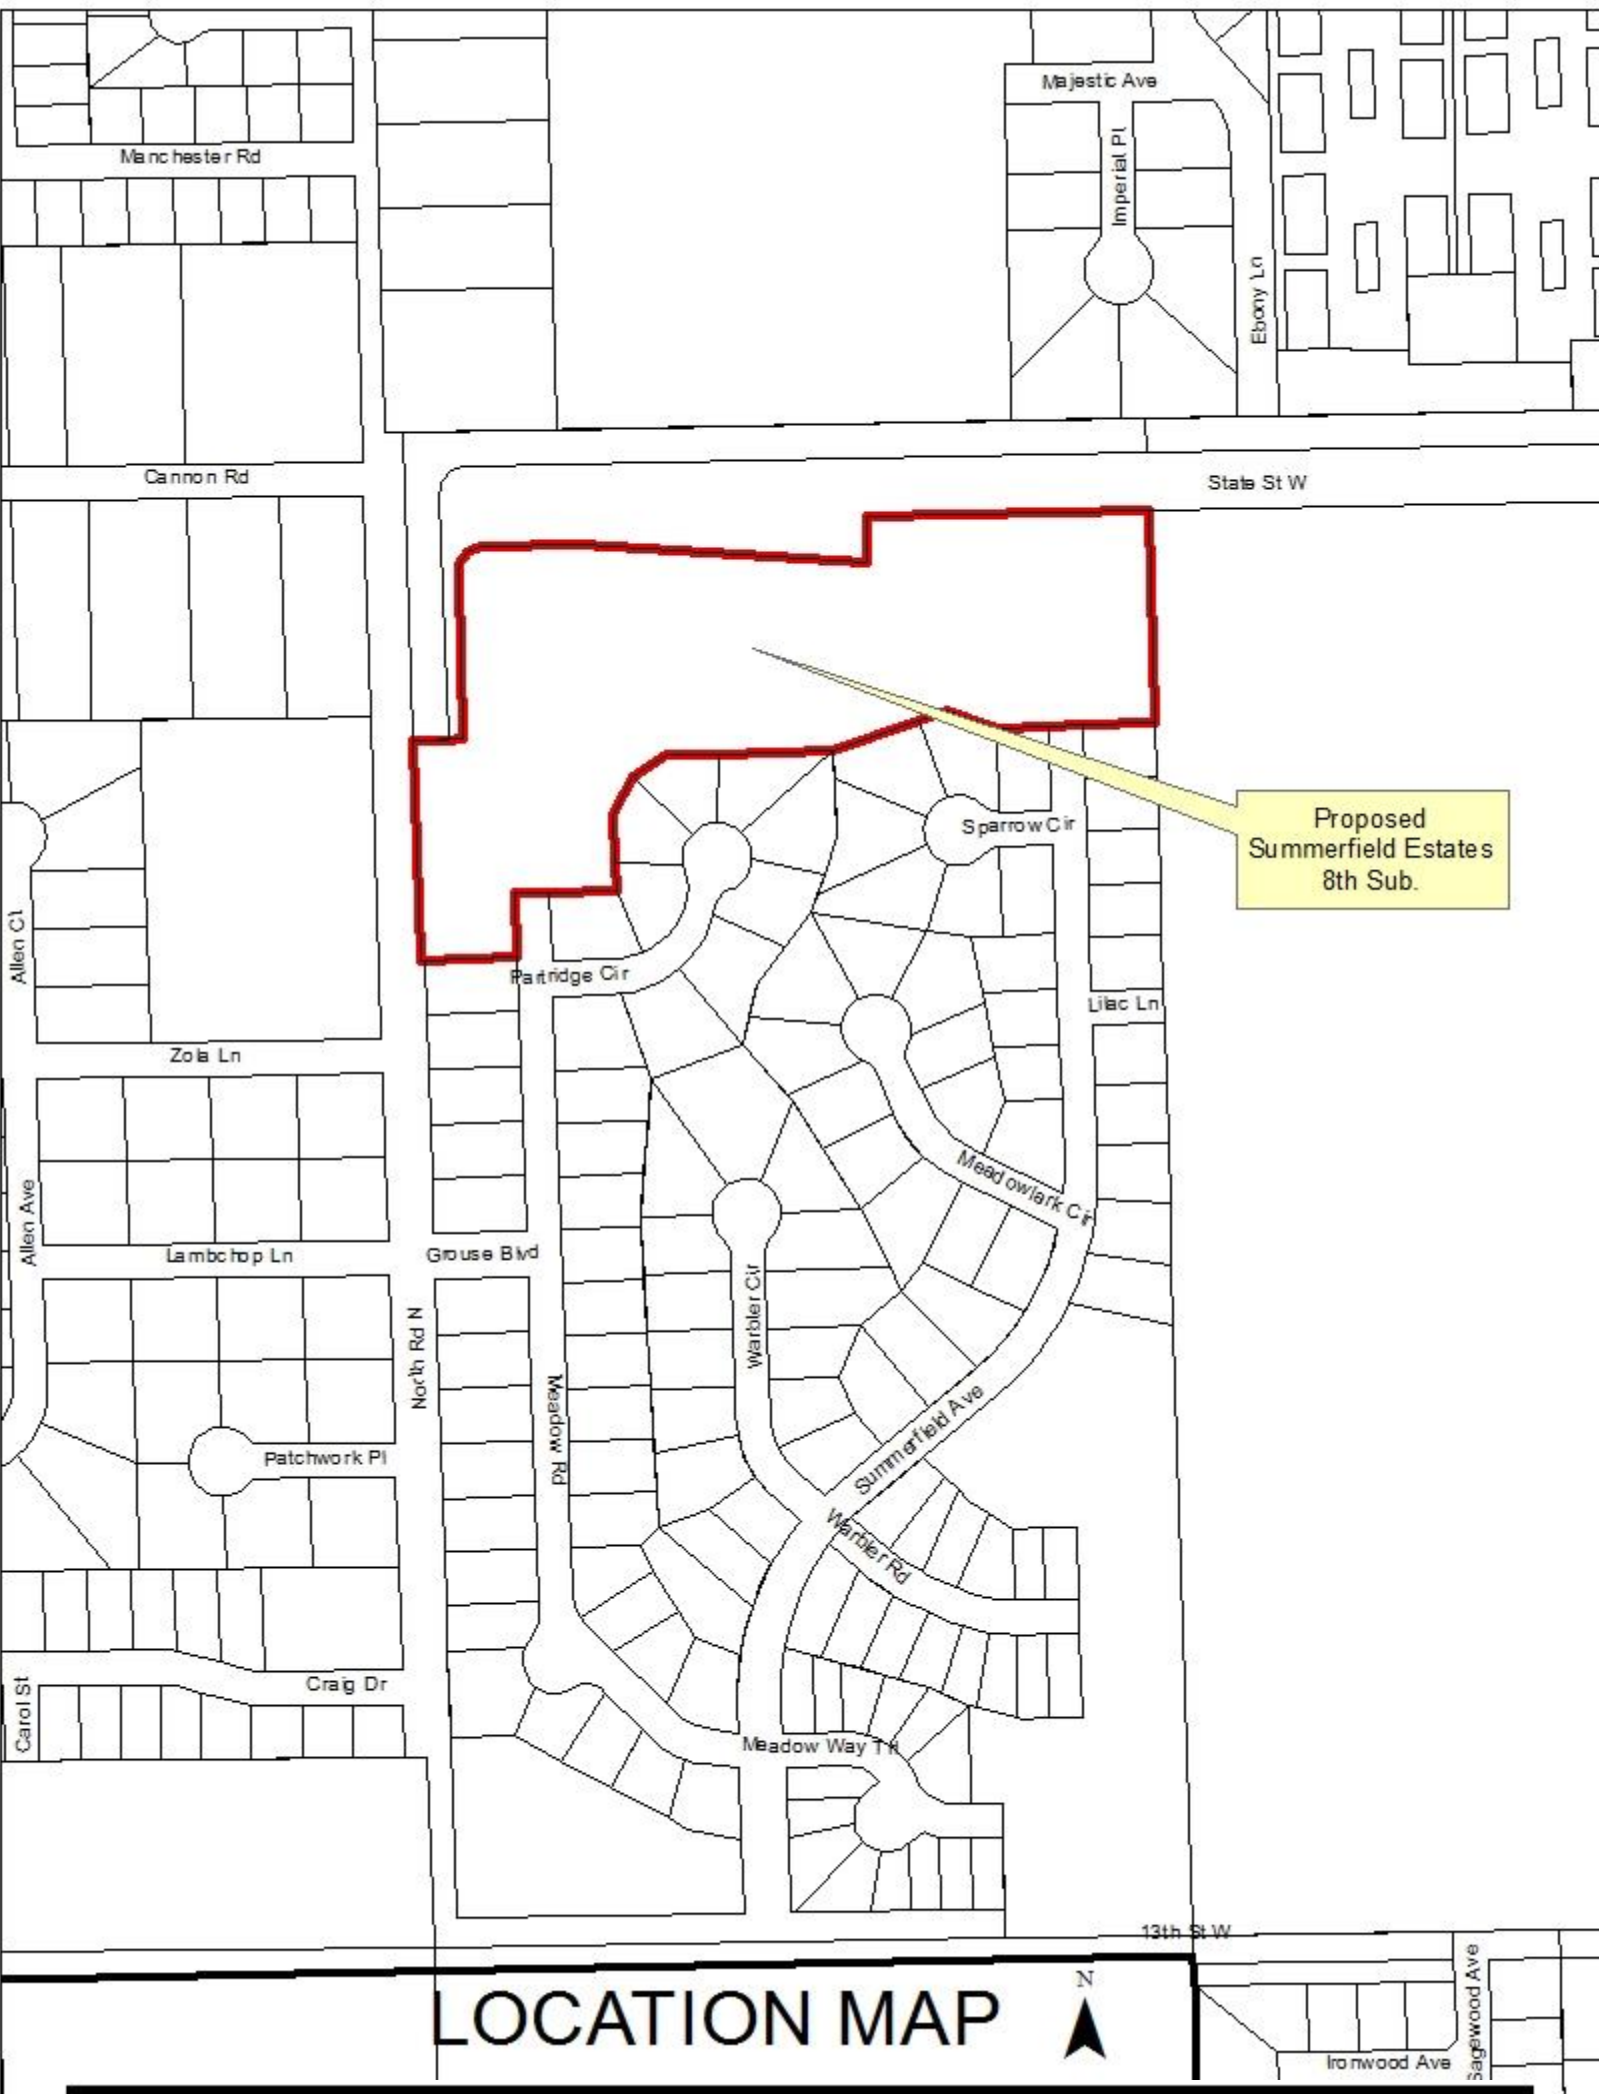 Majestic Ave
Manchester Rd
Imperial Pl
Ebony Ln
Cannon Rd
State St W
Proposed
Summerfield Estates
8th Sub.
Sparrow Cir
Allen Ct
Partridge Cir
Lilac Ln
Zola Ln
Meadowlark Cir
Allen Ave
Lambchop Ln
Grouse Blvd
Warbler Cir
North Rd N
Meadow Rd
Summerfield Ave
Patchwork Pl
Warbler Rd
Craig Dr
Carol St
Meadow Way Trl
13th St W
N
LOCATION MAP
Sagewood Ave
Ironwood Ave